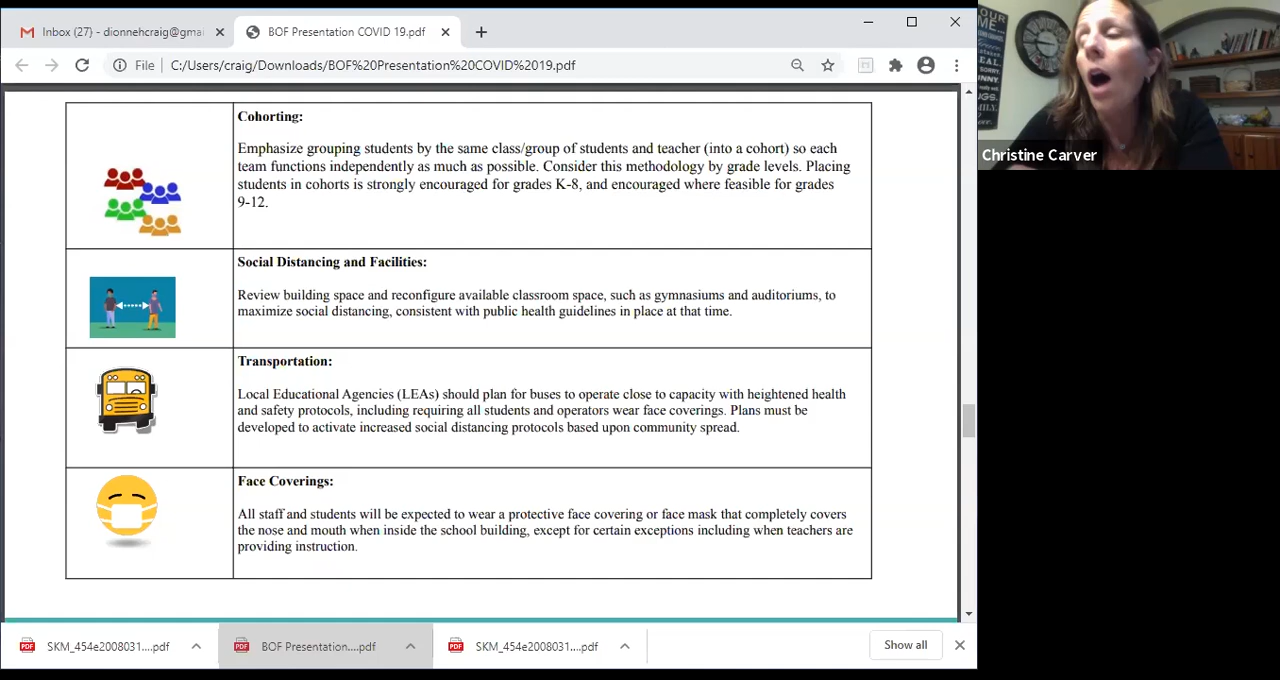 Inbox (27) - dionnehcraig@gmai
BOF Presentation COVID 19.pdf
File
C:/Users/craig/Downloads/BOF%20Presentation%20COVID%2019.pdf
Cohorting:
Emphasize grouping students by the same class/group of students and teacher (into a cohort) so each
team functions independently as much as possible. Consider this methodology by grade levels. Placing
students in cohorts is strongly encouraged for grades K-8, and encouraged where feasible for grades
9-12.
Social Distancing and Facilities:
Review building space and reconfigure available classroom space, such as gymnasiums and auditoriums, to
maximize social distancing, consistent with public health guidelines in place at that time.
Transportation:
Local Educational Agencies (LEAs) should plan for buses to operate close to capacity with heightened health
and safety protocols, including requiring all students and operators wear face coverings. Plans must be
developed to activate increased social distancing protocols based upon community spread.
Face Coverings:
All staff and students will be expected to wear a protective face covering or face mask that completely covers
the nose and mouth when inside the school building, except for certain exceptions including when teachers are
providing instruction.
SKM_454e2008031....pdf
BOF Presentation....pdf
SKM_454e2008031....pdf
Show all
Christine Carver